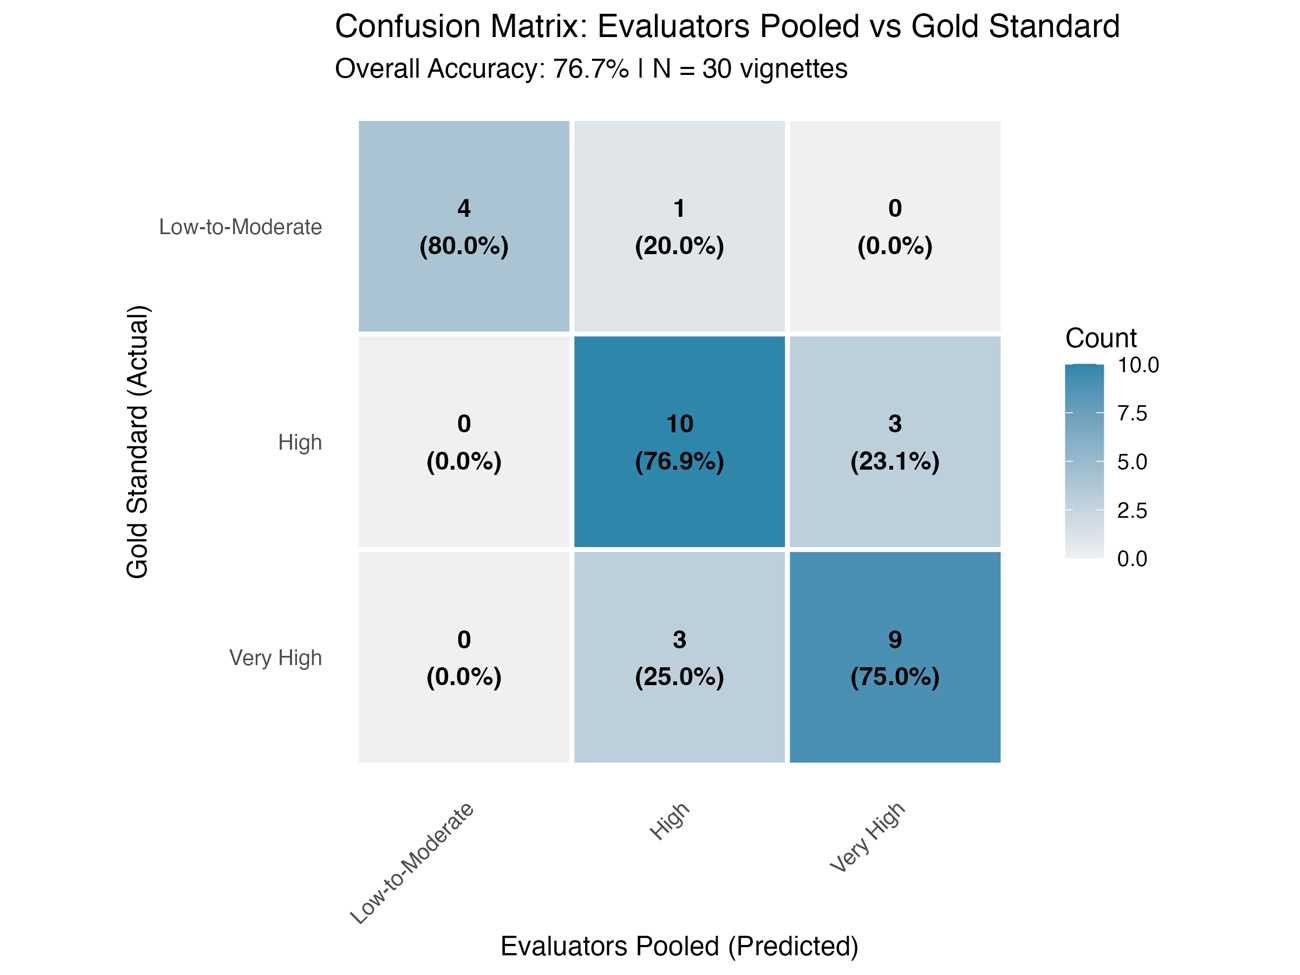 Confusion Matrix: Evaluators Pooled vs Gold Standard
Overall Accuracy: 76.7% | N = 30 vignettes
Gold Standard (Actual)
Low-to-Moderate
4
(80.0%)
1
(20.0%)
0
(0.0%)
High
0
(0.0%)
10
(76.9%)
3
(23.1%)
Very High
0
(0.0%)
3
(25.0%)
9
(75.0%)
Low-to-Moderate
High
Very High
Evaluators Pooled (Predicted)
Count
10.0
7.5
5.0
2.5
0.0